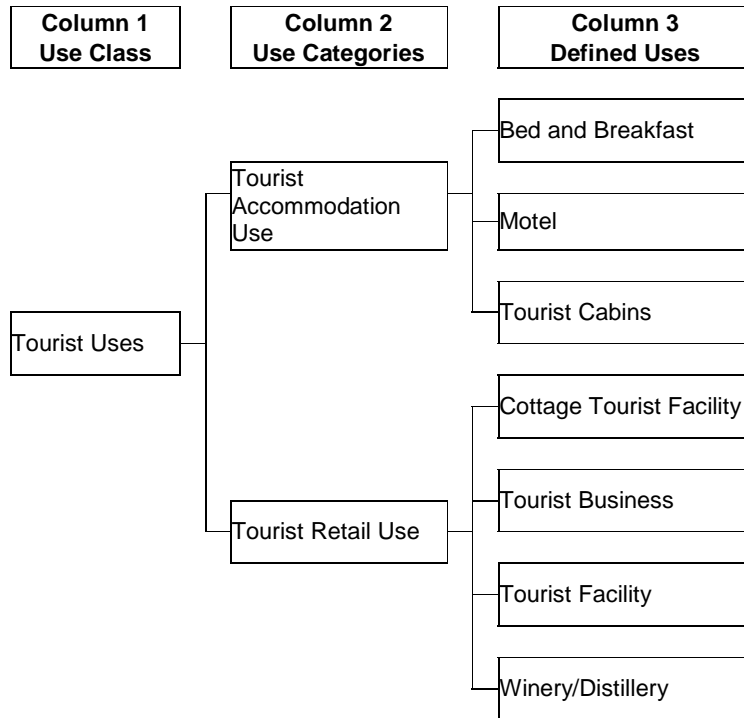 Column 1
Use Class
Column 2
Use Categories
Column 3
Defined Uses
Bed and Breakfast
Tourist
Accommodation
Use
Motel
Tourist Cabins
Tourist Uses
Cottage Tourist Facility
Tourist Business
Tourist Retail Use
Tourist Facility
Winery/Distillery